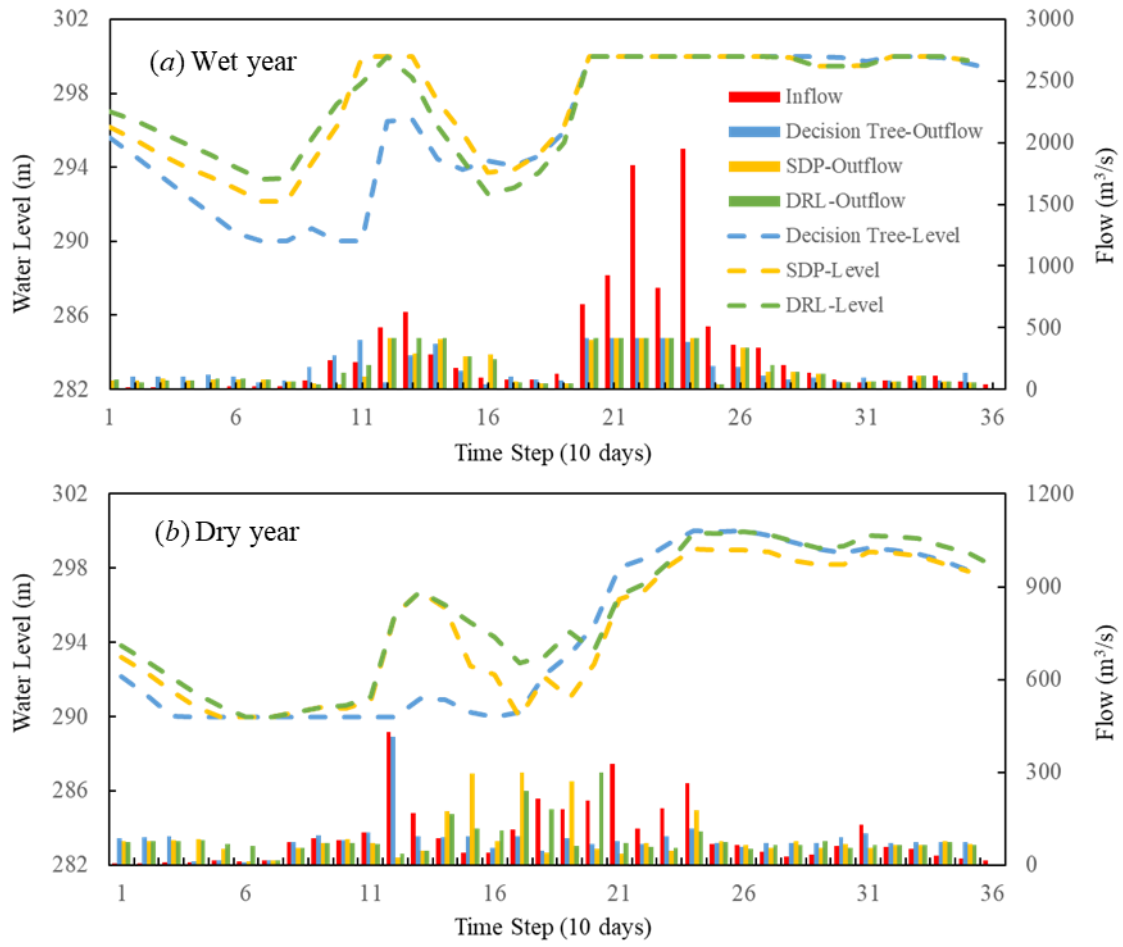 302
298
294
290
286
282
Water Level (m)
(a) Wet year
3000
2500
2000
1500
1000
500
0
Flow (m³/s)
Inflow
Decision Tree-Outflow
SDP-Outflow
DRL-Outflow
Decision Tree-Level
SDP-Level
DRL-Level
1 6 11 16 21 26 31 36
Time Step (10 days)
302
298
294
290
286
282
Water Level (m)
(b) Dry year
1200
900
600
300
0
Flow (m³/s)
1 6 11 16 21 26 31 36
Time Step (10 days)